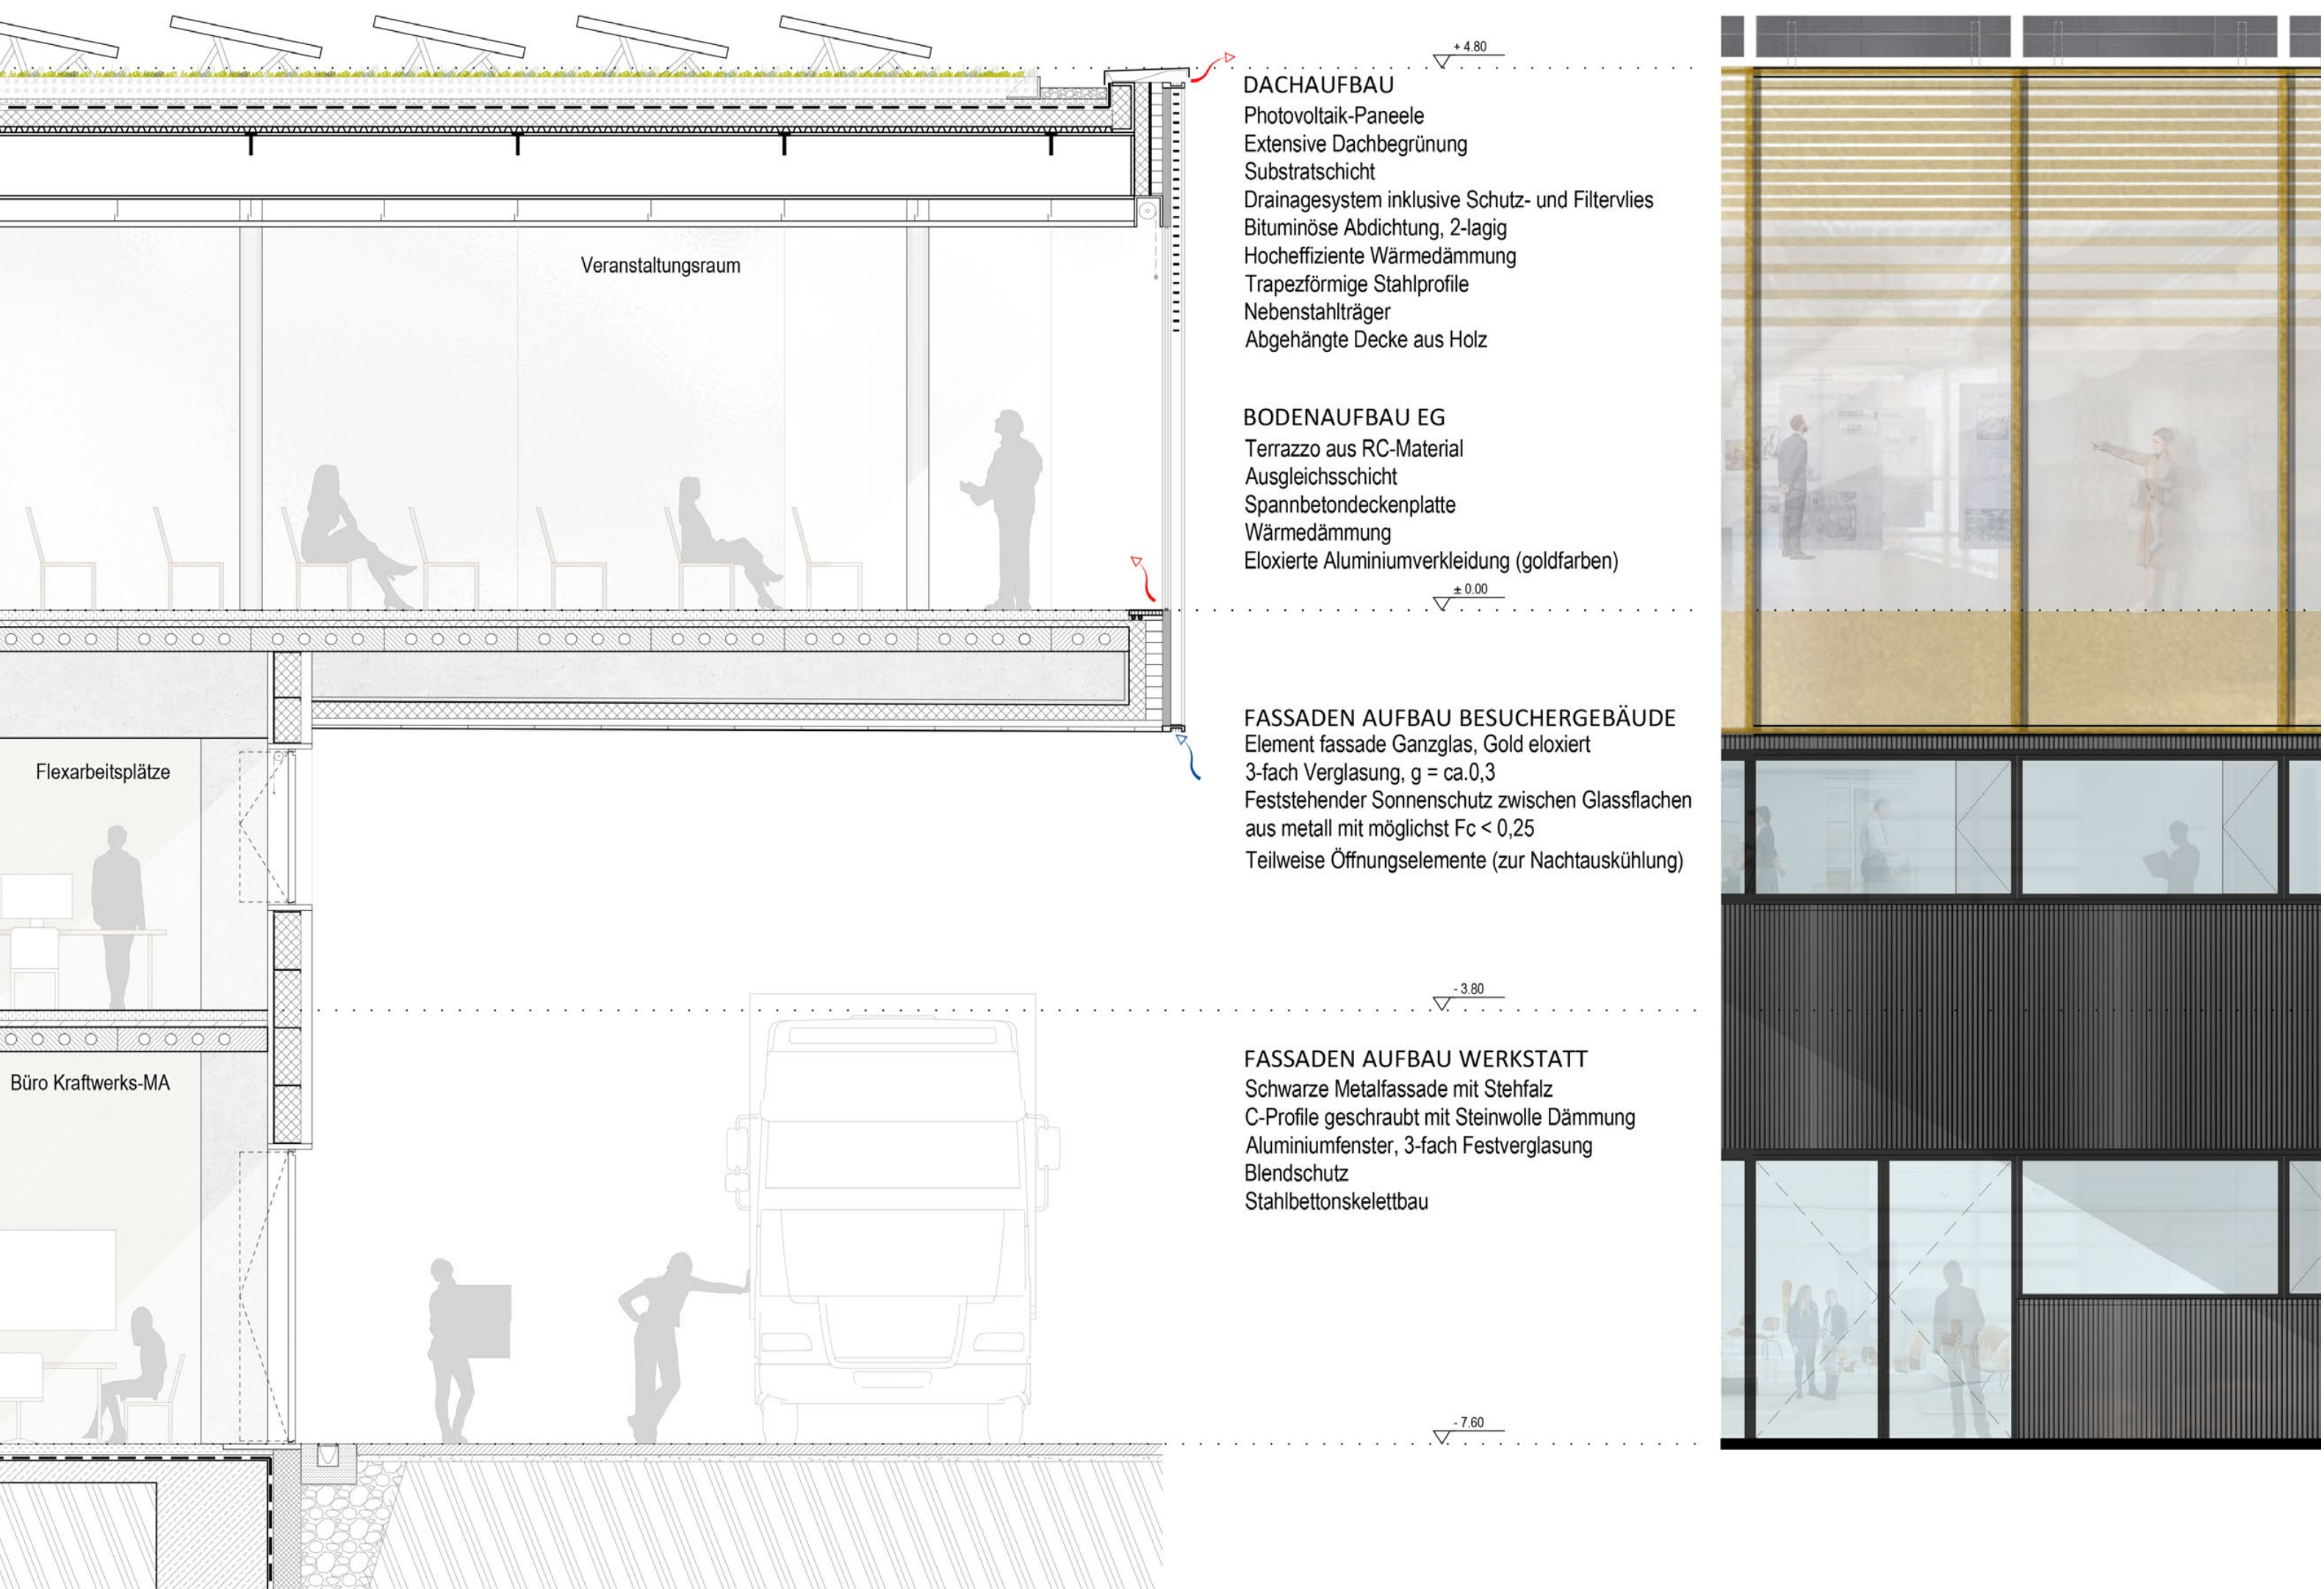 + 4.80
DACHAUFBAU
Photovoltaik-Paneele
Extensive Dachbegrünung
Substratschicht
Drainagesystem inklusive Schutz- und Filtervlies
Bituminöse Abdichtung, 2-lagig
Hocheffiziente Wärmedämmung
Trapezförmige Stahlprofile
Nebenstahlträger
Abgehängte Decke aus Holz
Veranstaltungsraum
BODENAUFBAU EG
Terrazzo aus RC-Material
Ausgleichsschicht
Spannbetondeckenplatte
Wärmedämmung
Eloxierte Aluminiumverkleidung (goldfarben)
± 0.00
FASSADEN AUFBAU BESUCHERGEBÄUDE
Element fassade Ganzglas, Gold eloxiert
3-fach Verglasung, g = ca.0,3
Feststehender Sonnenschutz zwischen Glassflachen
aus metall mit möglichst Fc < 0,25
Teilweise Öffnungselemente (zur Nachtauskühlung)
Flexarbeitsplätze
- 3.80
FASSADEN AUFBAU WERKSTATT
Schwarze Metalfassade mit Stehfalz
C-Profile geschraubt mit Steinwolle Dämmung
Aluminiumfenster, 3-fach Festverglasung
Blendschutz
Stahlbettonskelettbau
Büro Kraftwerks-MA
- 7.60